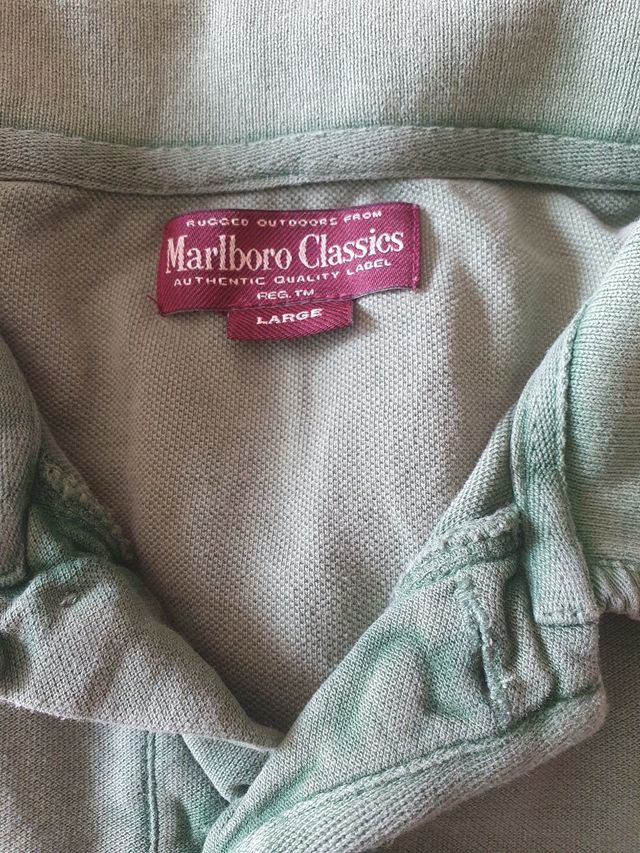 RUGGED OUTDOORS FROM
Marlboro Classics
AUTHENTIC QUALITY LABEL
REG. TM
LARGE